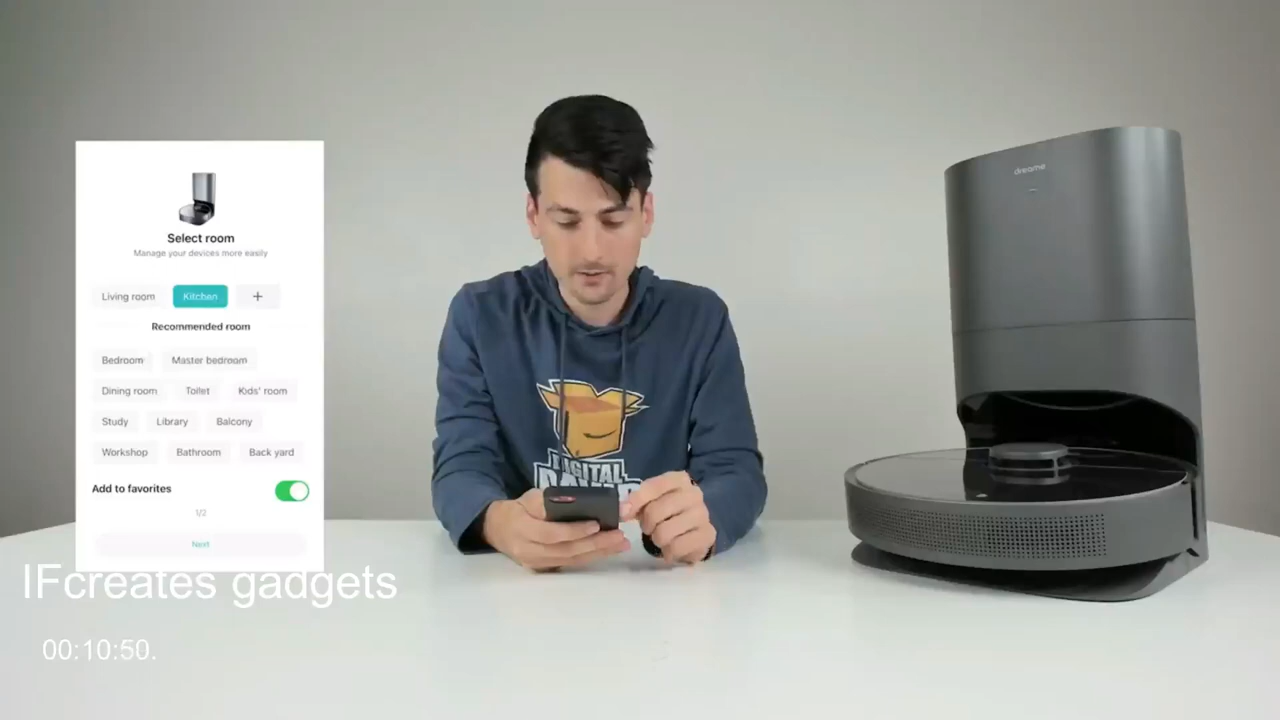 Select room
Manage your devices more easily
Living room Kitchen +
Recommended room
Bedroom Master bedroom
Dining room Toilet Kids' room
Study Library Balcony
Workshop Bathroom Back yard
Add to favorites
1/2
Next
IFcreates gadgets
00:10:50.
DIGITAL
dreame